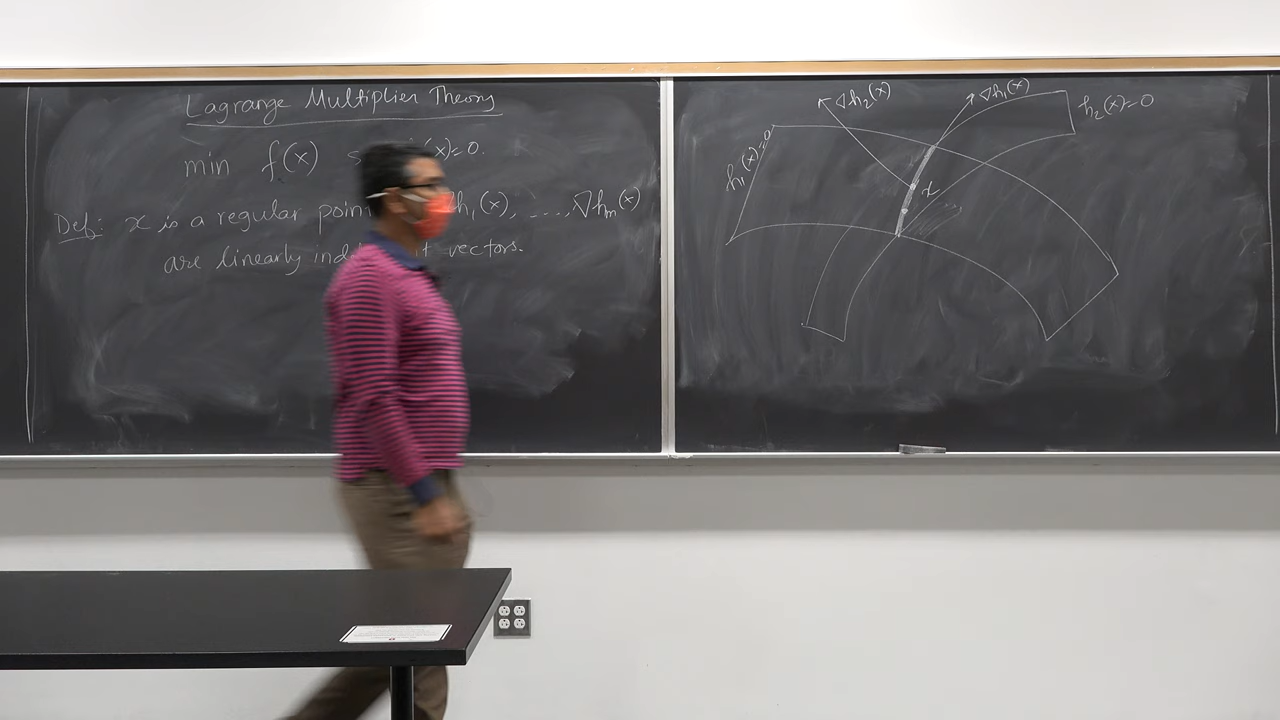 Lagrange Multiplier Theory
min f(x) s (x)=0.
Def: x is a regular point ∇h₁(x), ...., ∇hₘ(x)
are linearly vectors.
∇h₂(x)
∇h₁(x)
h₂(x)=0
h₁(x)=0
x